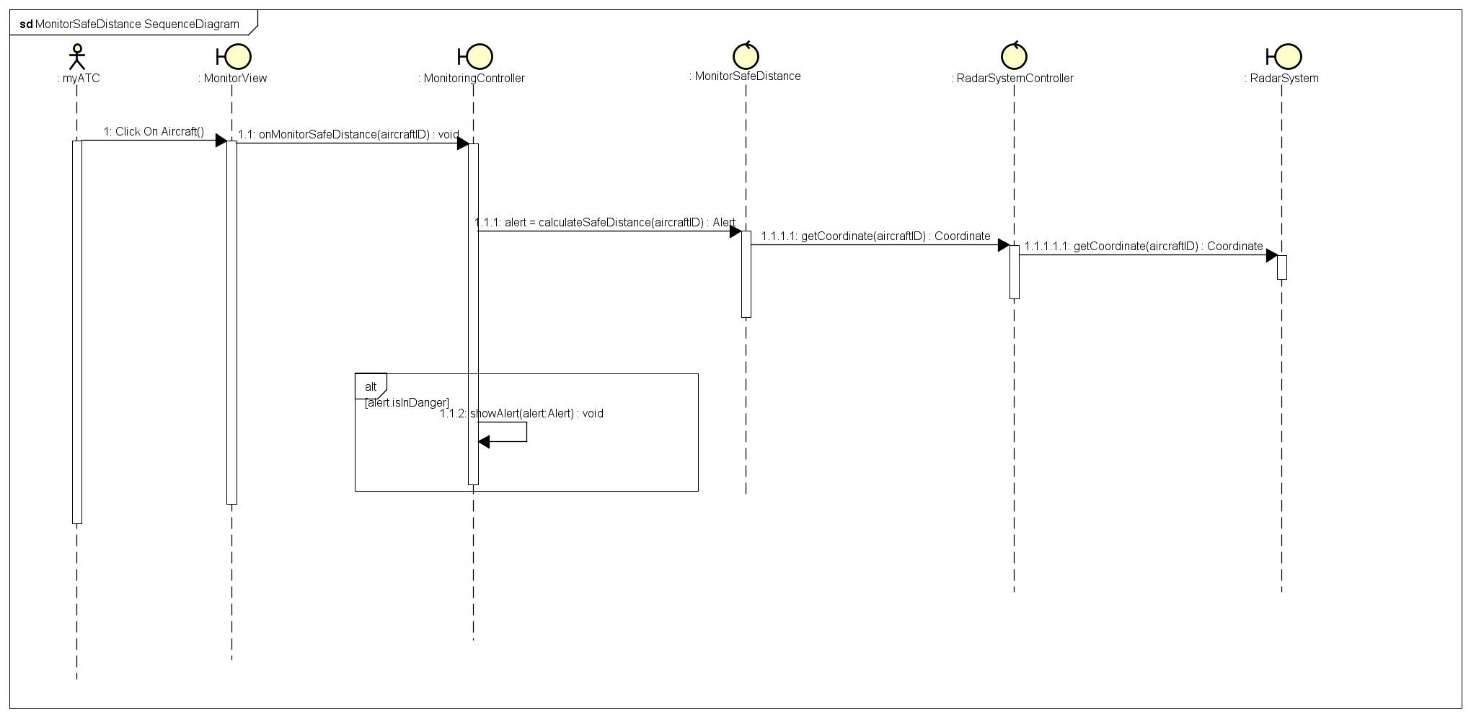 sd MonitorSafeDistance SequenceDiagram
: myATC
: MonitorView
: MonitoringController
: MonitorSafeDistance
: RadarSystemController
: RadarSystem
1: Click On Aircraft()
1.1: onMonitorSafeDistance(aircraftID) : void
1.1.1: alert = calculateSafeDistance(aircraftID) : Alert
1.1.1.1: getCoordinate(aircraftID) : Coordinate
1.1.1.1.1: getCoordinate(aircraftID) : Coordinate
alt
[alert.isInDanger]
1.1.2: showAlert(alert:Alert) : void